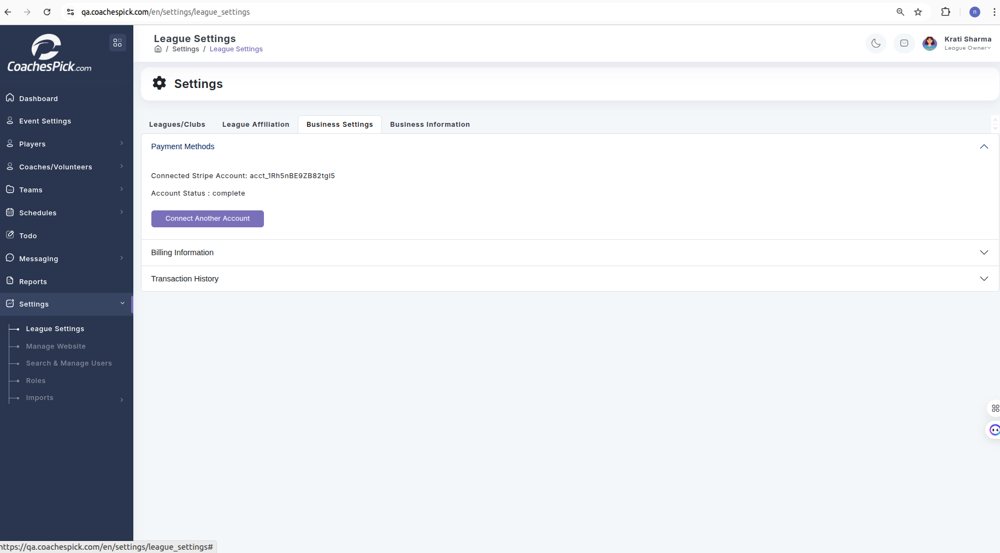 qa.coachespick.com/en/settings/league_settings
n
CoachesPick.com
League Settings
/ Settings / League Settings
Krati Sharma
League Owner
Settings
Dashboard
Event Settings
Players
Coaches/Volunteers
Teams
Schedules
Todo
Messaging
Reports
Settings
League Settings
Manage Website
Search & Manage Users
Roles
Imports
Leagues/Clubs
League Affiliation
Business Settings
Business Information
Payment Methods
Connected Stripe Account: acct_1Rh5nBE9ZB82tgI5
Account Status : complete
Connect Another Account
Billing Information
Transaction History
https://qa.coachespick.com/en/settings/league_settings#